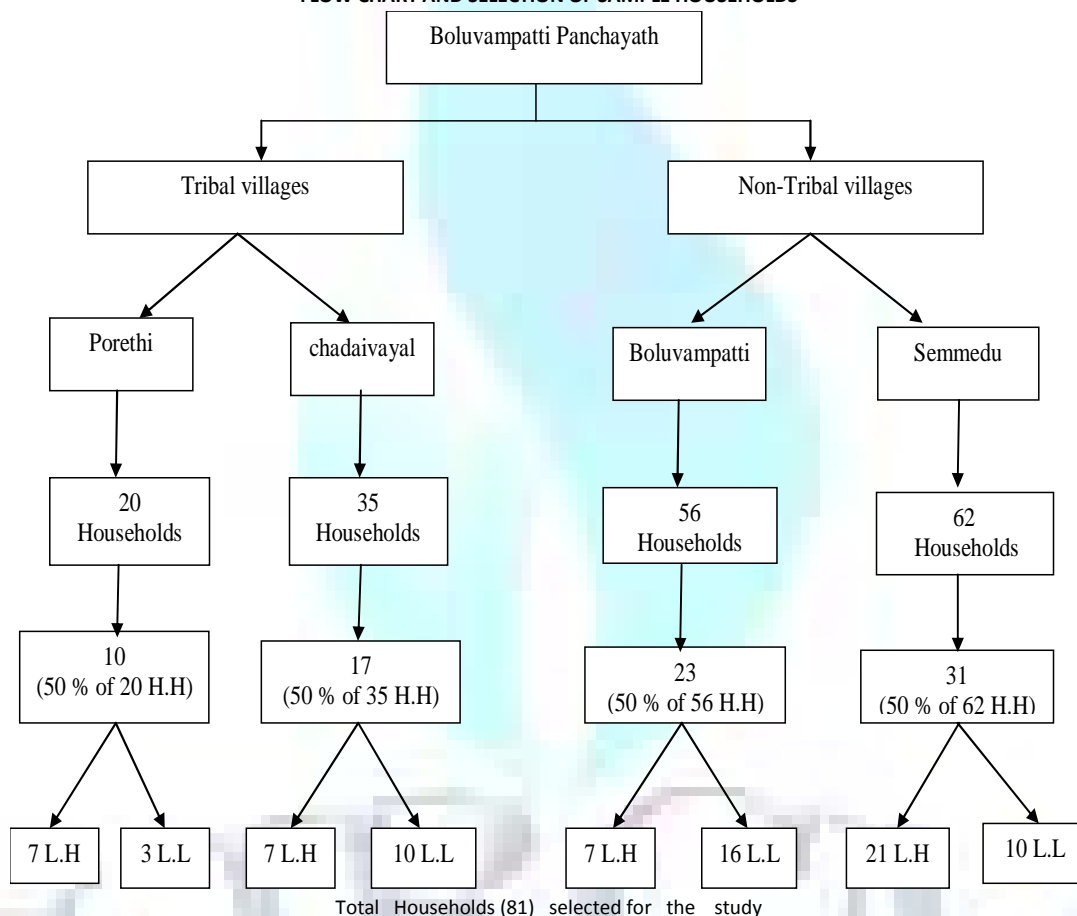 FLOW CHART AND SELECTION OF SAMPLE HOUSEHOLDS
Boluvampatti Panchayath
Tribal villages
Non-Tribal villages
Porethi
chadaivayal
Boluvampatti
Semmedu
20
Households
35
Households
56
Households
62
Households
10
(50 % of 20 H.H)
17
(50 % of 35 H.H)
23
(50 % of 56 H.H)
31
(50 % of 62 H.H)
7 L.H
3 L.L
7 L.H
10 L.L
7 L.H
16 L.L
21 L.H
10 L.L
Total Households (81) selected for the study